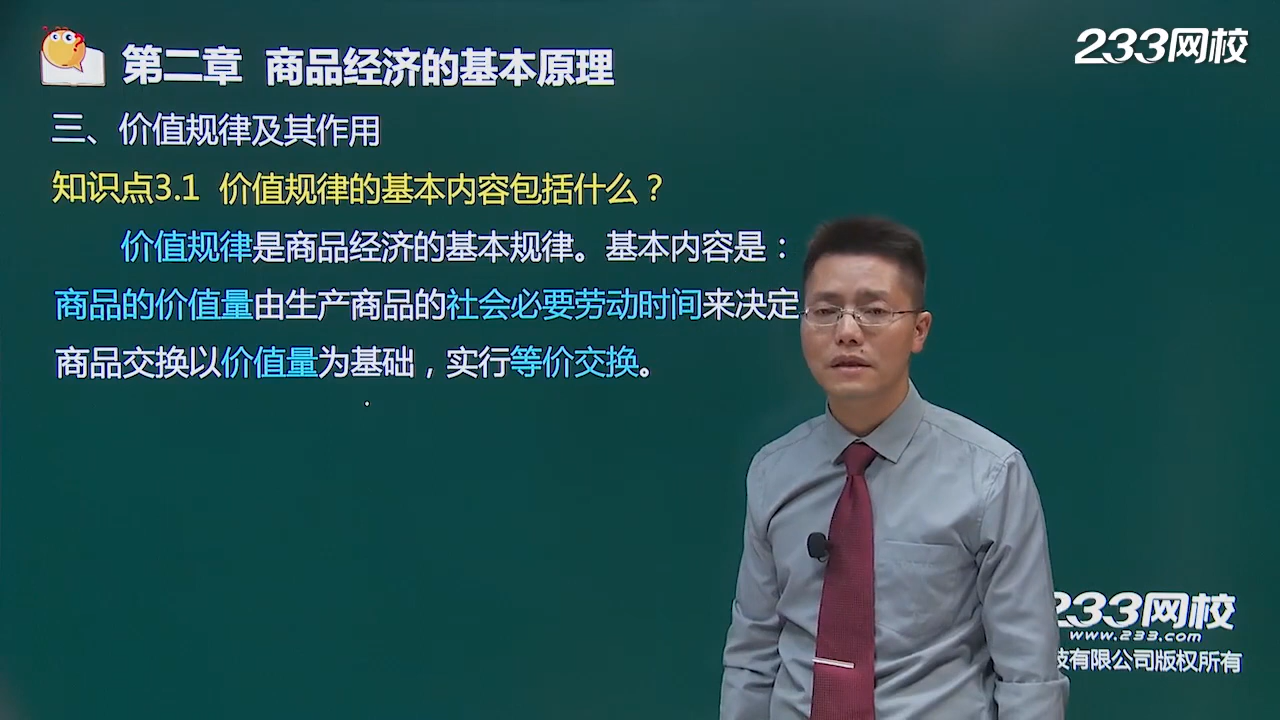 233网校
第二章 商品经济的基本原理
三、价值规律及其作用
知识点3.1 价值规律的基本内容包括什么？
价值规律是商品经济的基本规律。基本内容是：
商品的价值量由生产商品的社会必要劳动时间来决定
商品交换以价值量为基础，实行等价交换。
233网校
www.233.com
技有限公司版权所有